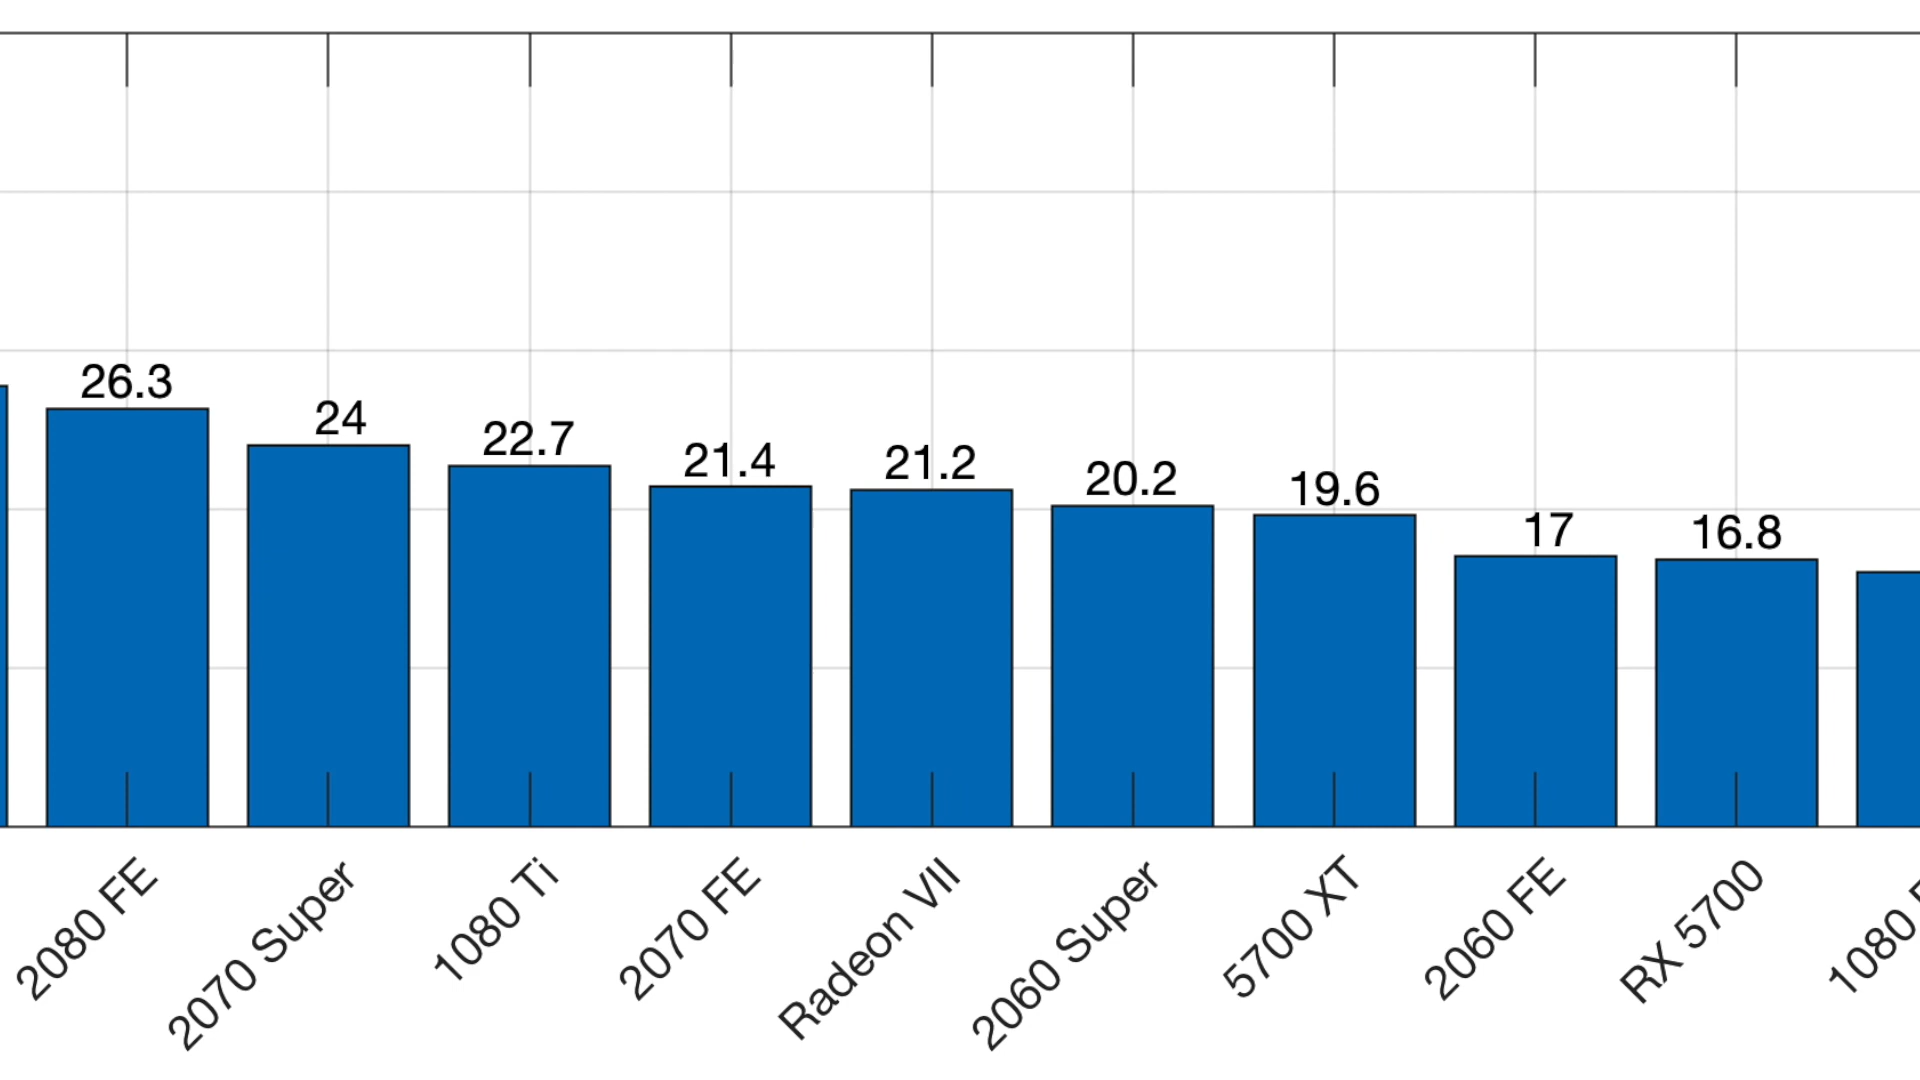 26.3
24
22.7
21.4
21.2
20.2
19.6
17
16.8
2080 FE
2070 Super
1080 Ti
2070 FE
Radeon VII
2060 Super
5700 XT
2060 FE
RX 5700
1080